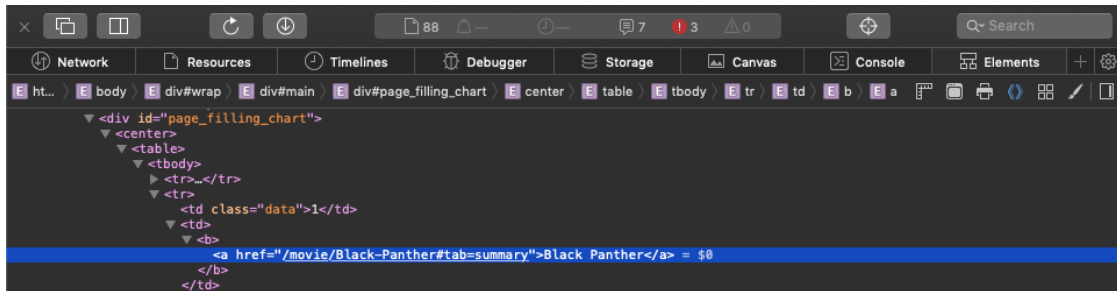 88 — — 7 3 0 Search
Network Resources Timelines Debugger Storage Canvas Console Elements
E ht... E body E div#wrap E div#main E div#page_filling_chart E center E table E tbody E tr E td E b E a
<div id="page_filling_chart">
<center>
<table>
<tbody>
<tr>…</tr>
<tr>
<td class="data">1</td>
<td>
<b>
<a href="/movie/Black-Panther#tab=summary">Black Panther</a> = $0
</b>
</td>